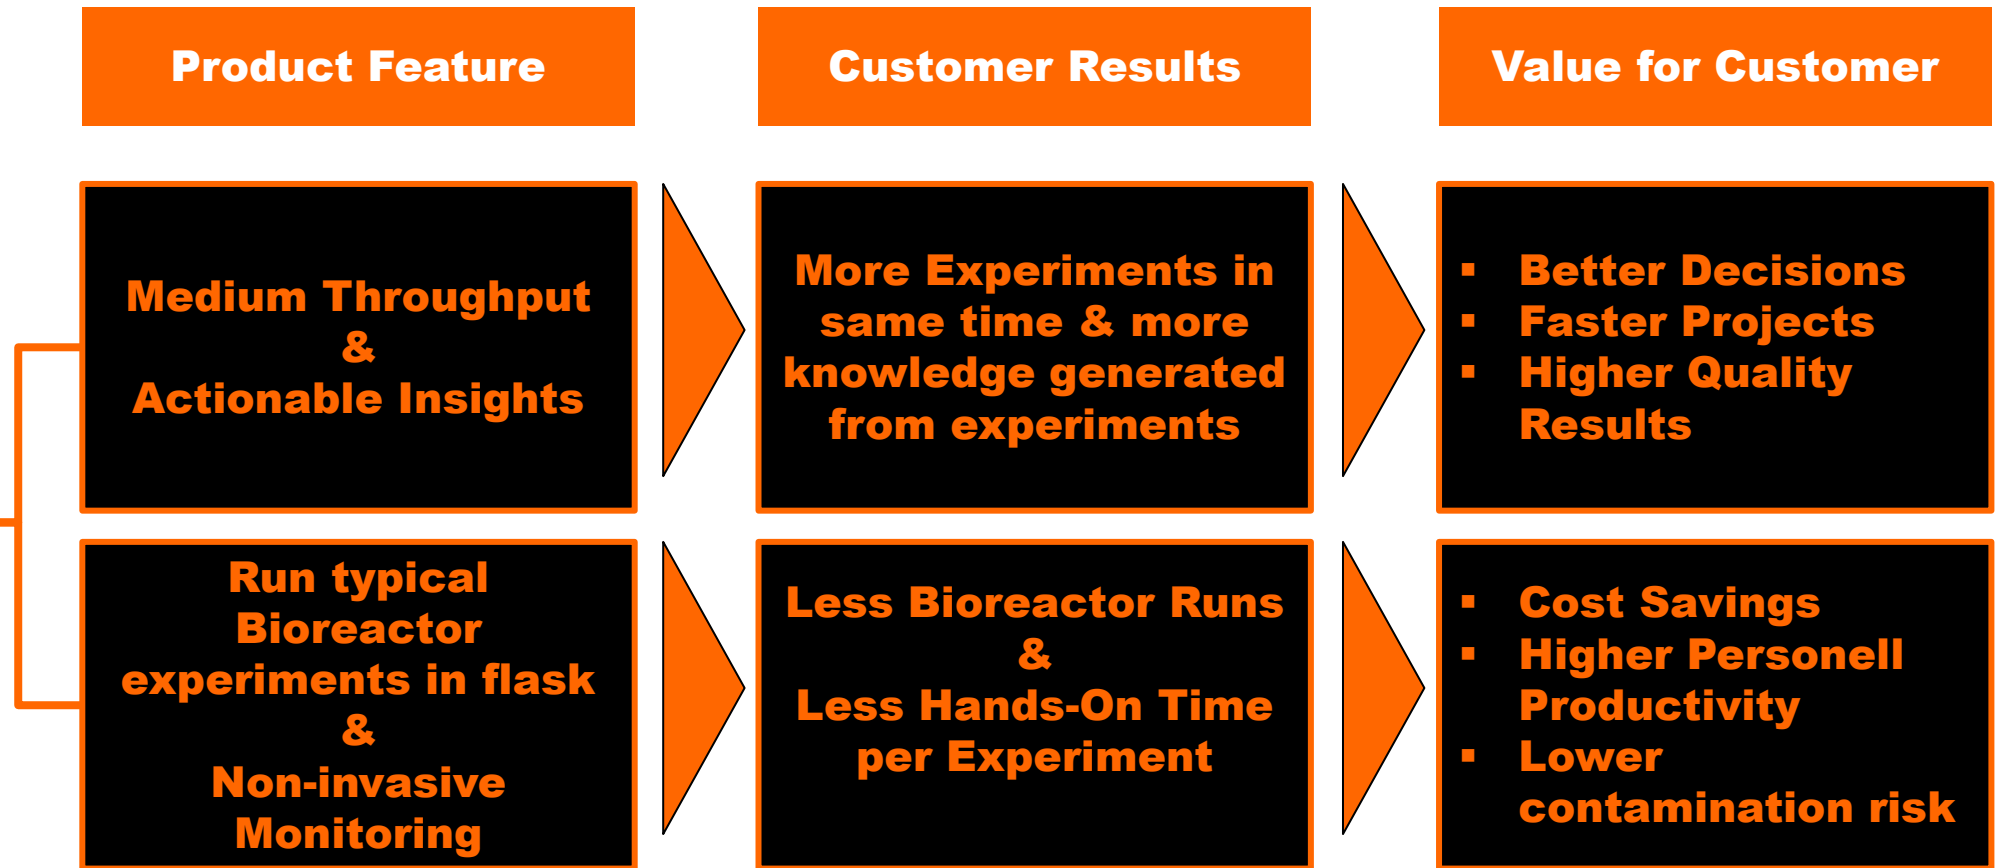 Product Feature
Customer Results
Value for Customer
Medium Throughput
&
Actionable Insights
More Experiments in
same time & more
knowledge generated
from experiments
▪ Better Decisions
▪ Faster Projects
▪ Higher Quality
Results
Run typical
Bioreactor
experiments in flask
&
Non-invasive
Monitoring
Less Bioreactor Runs
&
Less Hands-On Time
per Experiment
▪ Cost Savings
▪ Higher Personell
Productivity
▪ Lower
contamination risk